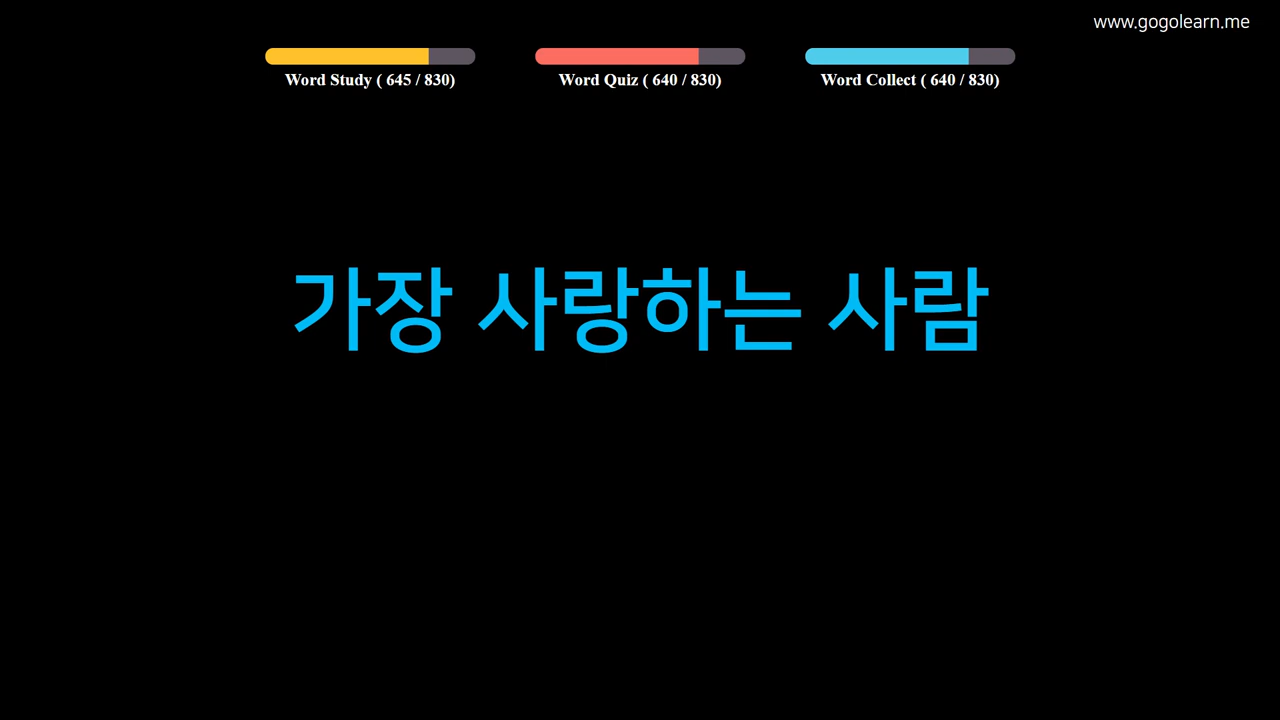 www.gogolearn.me
Word Study ( 645 / 830)
Word Quiz ( 640 / 830)
Word Collect ( 640 / 830)
가장 사랑하는 사람